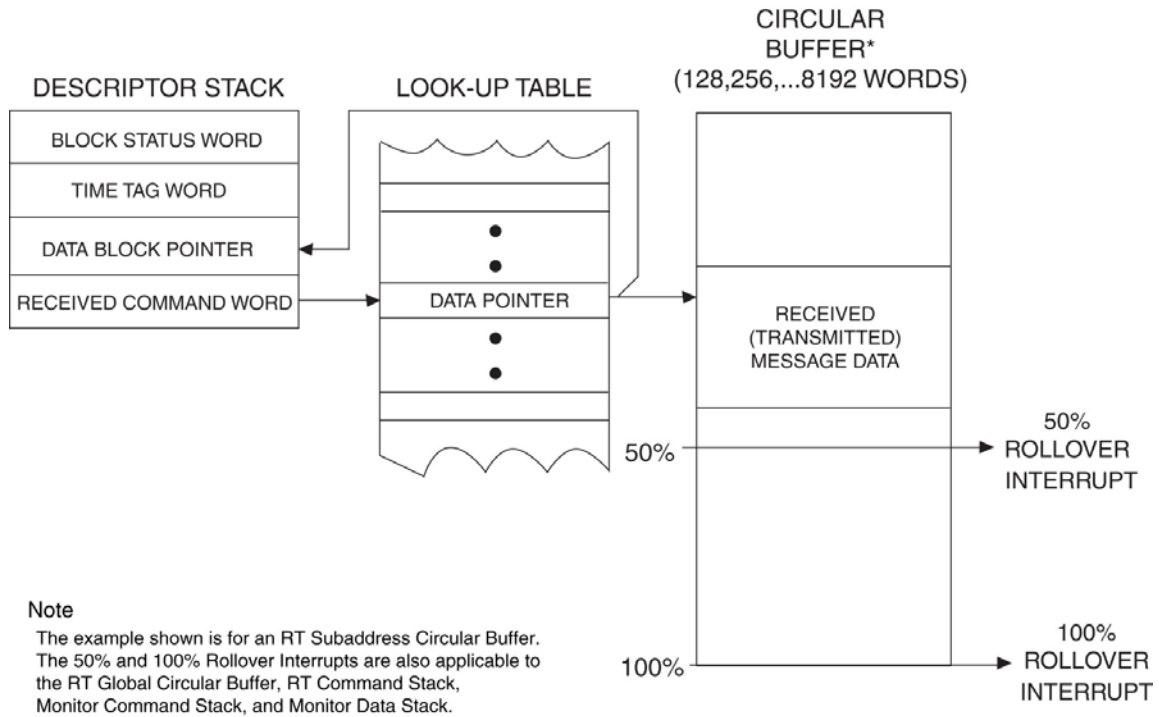 CIRCULAR
BUFFER*
(128,256,...8192 WORDS)
DESCRIPTOR STACK
LOOK-UP TABLE
BLOCK STATUS WORD
TIME TAG WORD
DATA BLOCK POINTER
RECEIVED COMMAND WORD
DATA POINTER
RECEIVED
(TRANSMITTED)
MESSAGE DATA
50%
50%
ROLLOVER
INTERRUPT
100%
100%
ROLLOVER
INTERRUPT
Note
The example shown is for an RT Subaddress Circular Buffer.
The 50% and 100% Rollover Interrupts are also applicable to
the RT Global Circular Buffer, RT Command Stack,
Monitor Command Stack, and Monitor Data Stack.